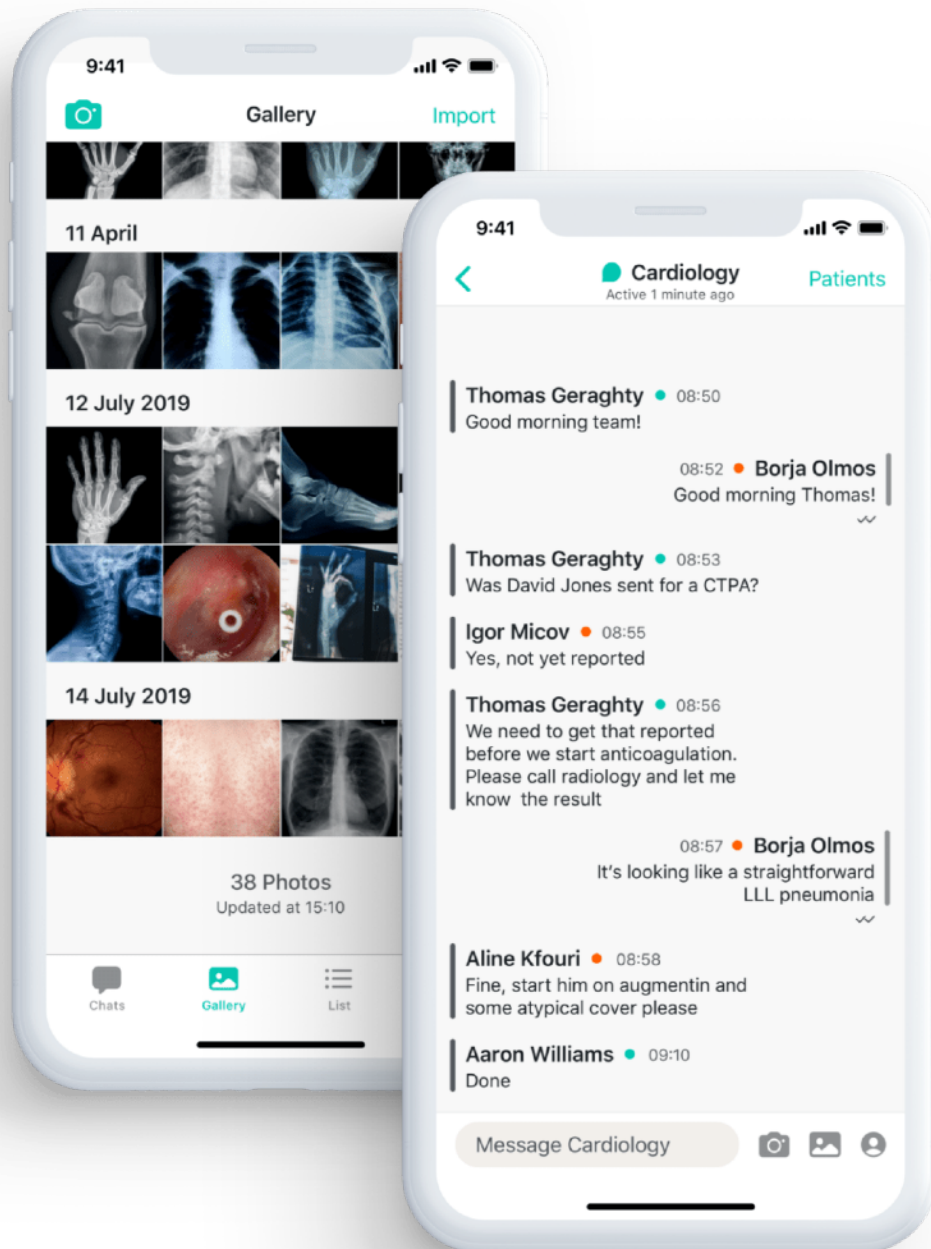 9:41
Gallery
Import
11 April
12 July 2019
14 July 2019
38 Photos
Updated at 15:10
Chats
Gallery
List
9:41
Cardiology
Active 1 minute ago
Patients
Thomas Geraghty 08:50
Good morning team!
08:52 Borja Olmos
Good morning Thomas!
Thomas Geraghty 08:53
Was David Jones sent for a CTPA?
Igor Micov 08:55
Yes, not yet reported
Thomas Geraghty 08:56
We need to get that reported
before we start anticoagulation.
Please call radiology and let me
know the result
08:57 Borja Olmos
It's looking like a straightforward
LLL pneumonia
Aline Kfouri 08:58
Fine, start him on augmentin and
some atypical cover please
Aaron Williams 09:10
Done
Message Cardiology